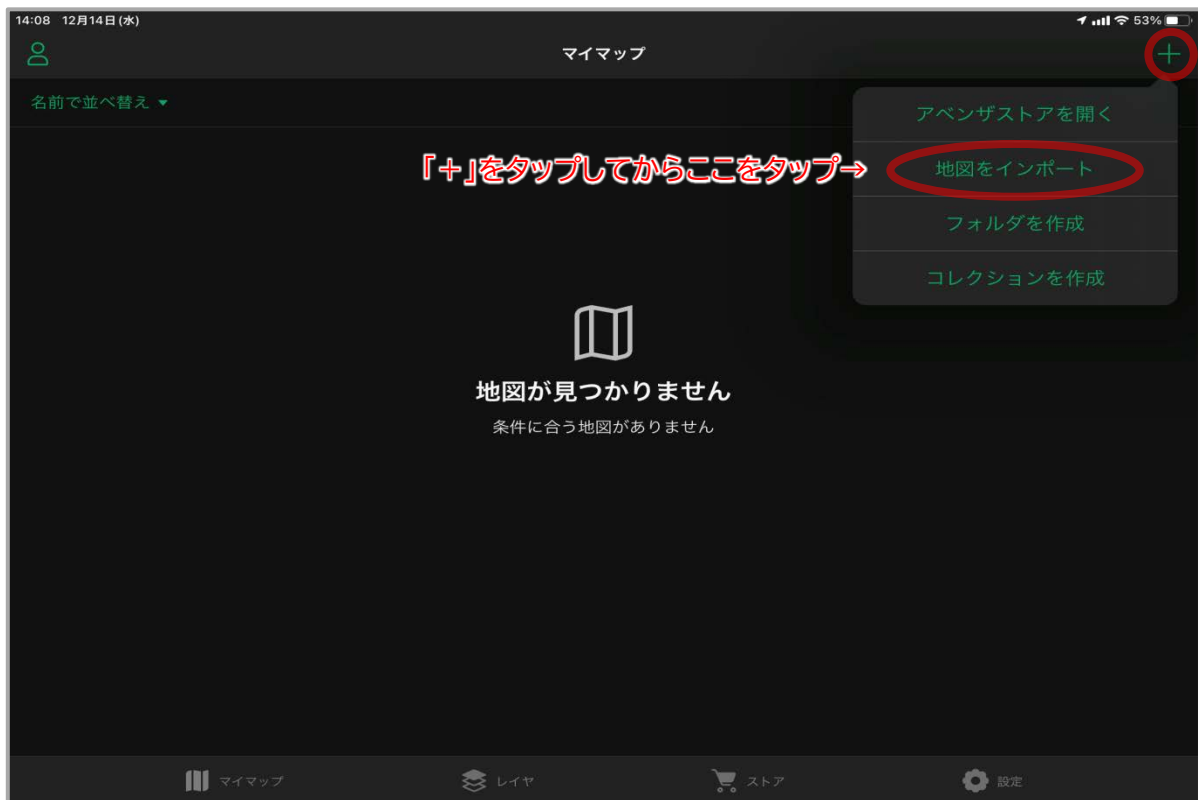 14:08 12月14日(水)
53%
マイマップ
名前で並べ替え
アベンザストアを開く
「+」をタップしてからここをタップ→
地図をインポート
フォルダを作成
コレクションを作成
地図が見つかりません
条件に合う地図がありません
マイマップ
レイヤ
ストア
設定